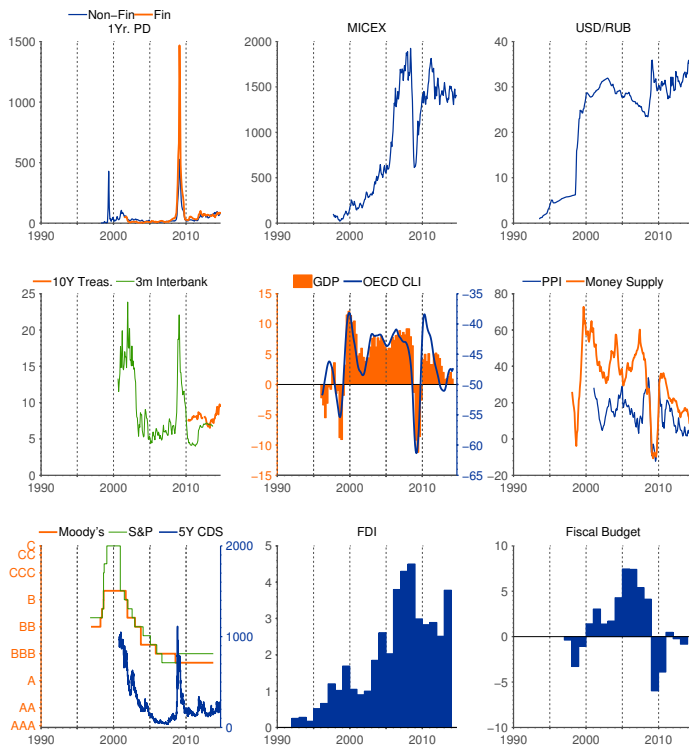 Non−Fin Fin
1Yr. PD
1500
1000
500
0
1990 2000 2010
MICEX
2000
1500
1000
500
0
1990 2000 2010
USD/RUB
40
30
20
10
0
1990 2000 2010
10Y Treas. 3m Interbank
25
20
15
10
5
0
1990 2000 2010
GDP OECD CLI
15 −35
10 −40
5 −45
0 −50
−5 −55
−10 −60
−15 −65
1990 2000 2010
PPI Money Supply
80
60
40
20
0
−20
1990 2000 2010
Moody's S&P 5Y CDS
C 2000
CC
CCC
B
BB 1000
BBB
A
AA
AAA 0
1990 2000 2010
FDI
5
4
3
2
1
0
1990 2000 2010
Fiscal Budget
10
5
0
−5
−10
1990 2000 2010